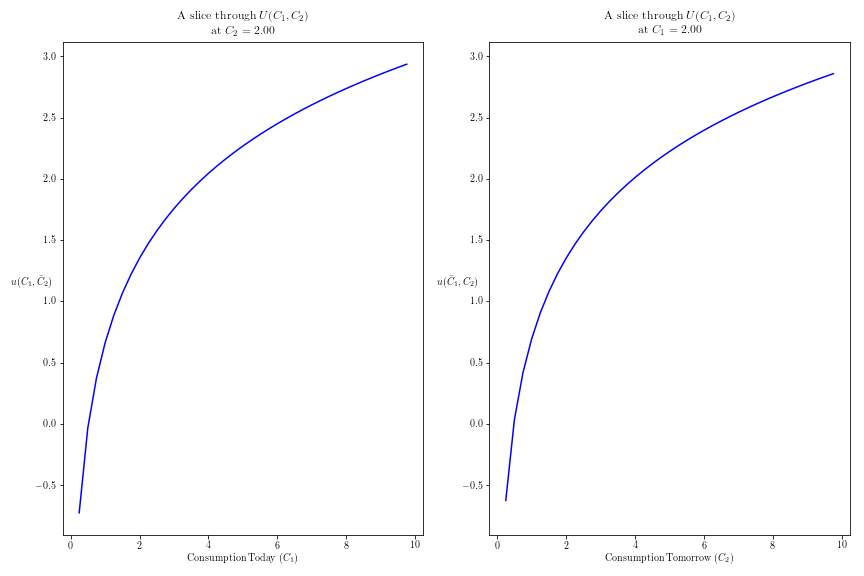 A slice through U(C₁, C₂)
at C₂ = 2.00
3.0
2.5
2.0
1.5
u(C₁, C̄₂)
1.0
0.5
0.0
−0.5
0 2 4 6 8 10
Consumption Today (C₁)
A slice through U(C₁, C₂)
at C₁ = 2.00
3.0
2.5
2.0
1.5
u(C̄₁, C₂)
1.0
0.5
0.0
−0.5
0 2 4 6 8 10
Consumption Tomorrow (C₂)